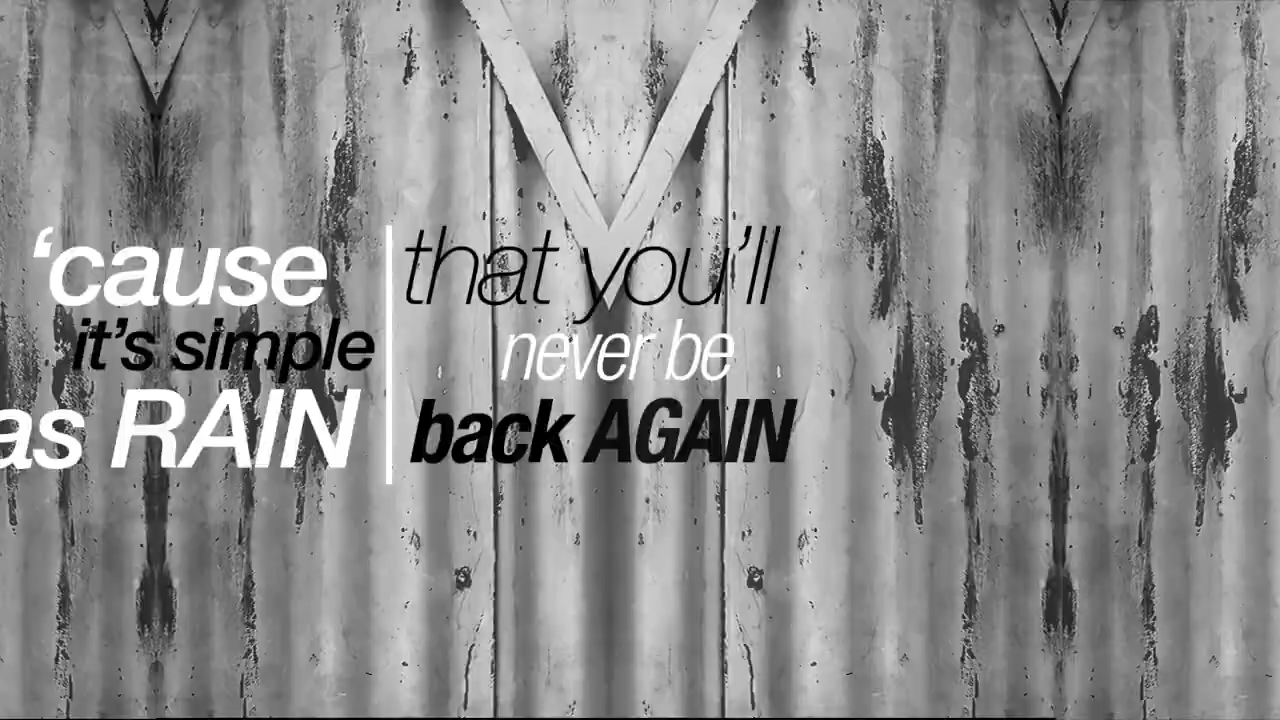 ‘cause
it’s simple
as RAIN
that you’ll
never be
back AGAIN